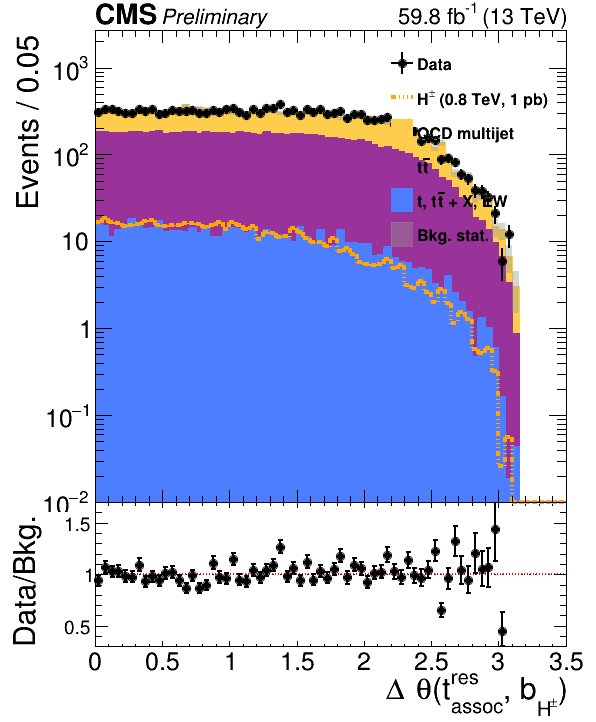 CMS Preliminary 59.8 fb⁻¹ (13 TeV)
Events / 0.05
10³
10²
10
1
10⁻¹
10⁻²
Data
H± (0.8 TeV, 1 pb)
QCD multijet
tt̄
t, tt̄ + X, EW
Bkg. stat.
Data/Bkg.
1.5
1
0.5
0 0.5 1 1.5 2 2.5 3 3.5
Δ θ(t^res_assoc, b_H±)